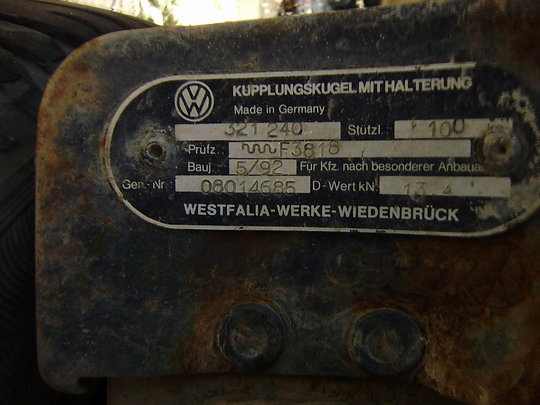 KUPPLUNGSKUGEL MIT HALTERUNG
Made in Germany
321 240 Stützl. 100
Prüfz. F3818
Bauj. 5/92 Für Kfz. nach besonderer Anbauan
Gen.-Nr. 08014685 D-Wert kN 13,4
WESTFALIA-WERKE-WIEDENBRÜCK